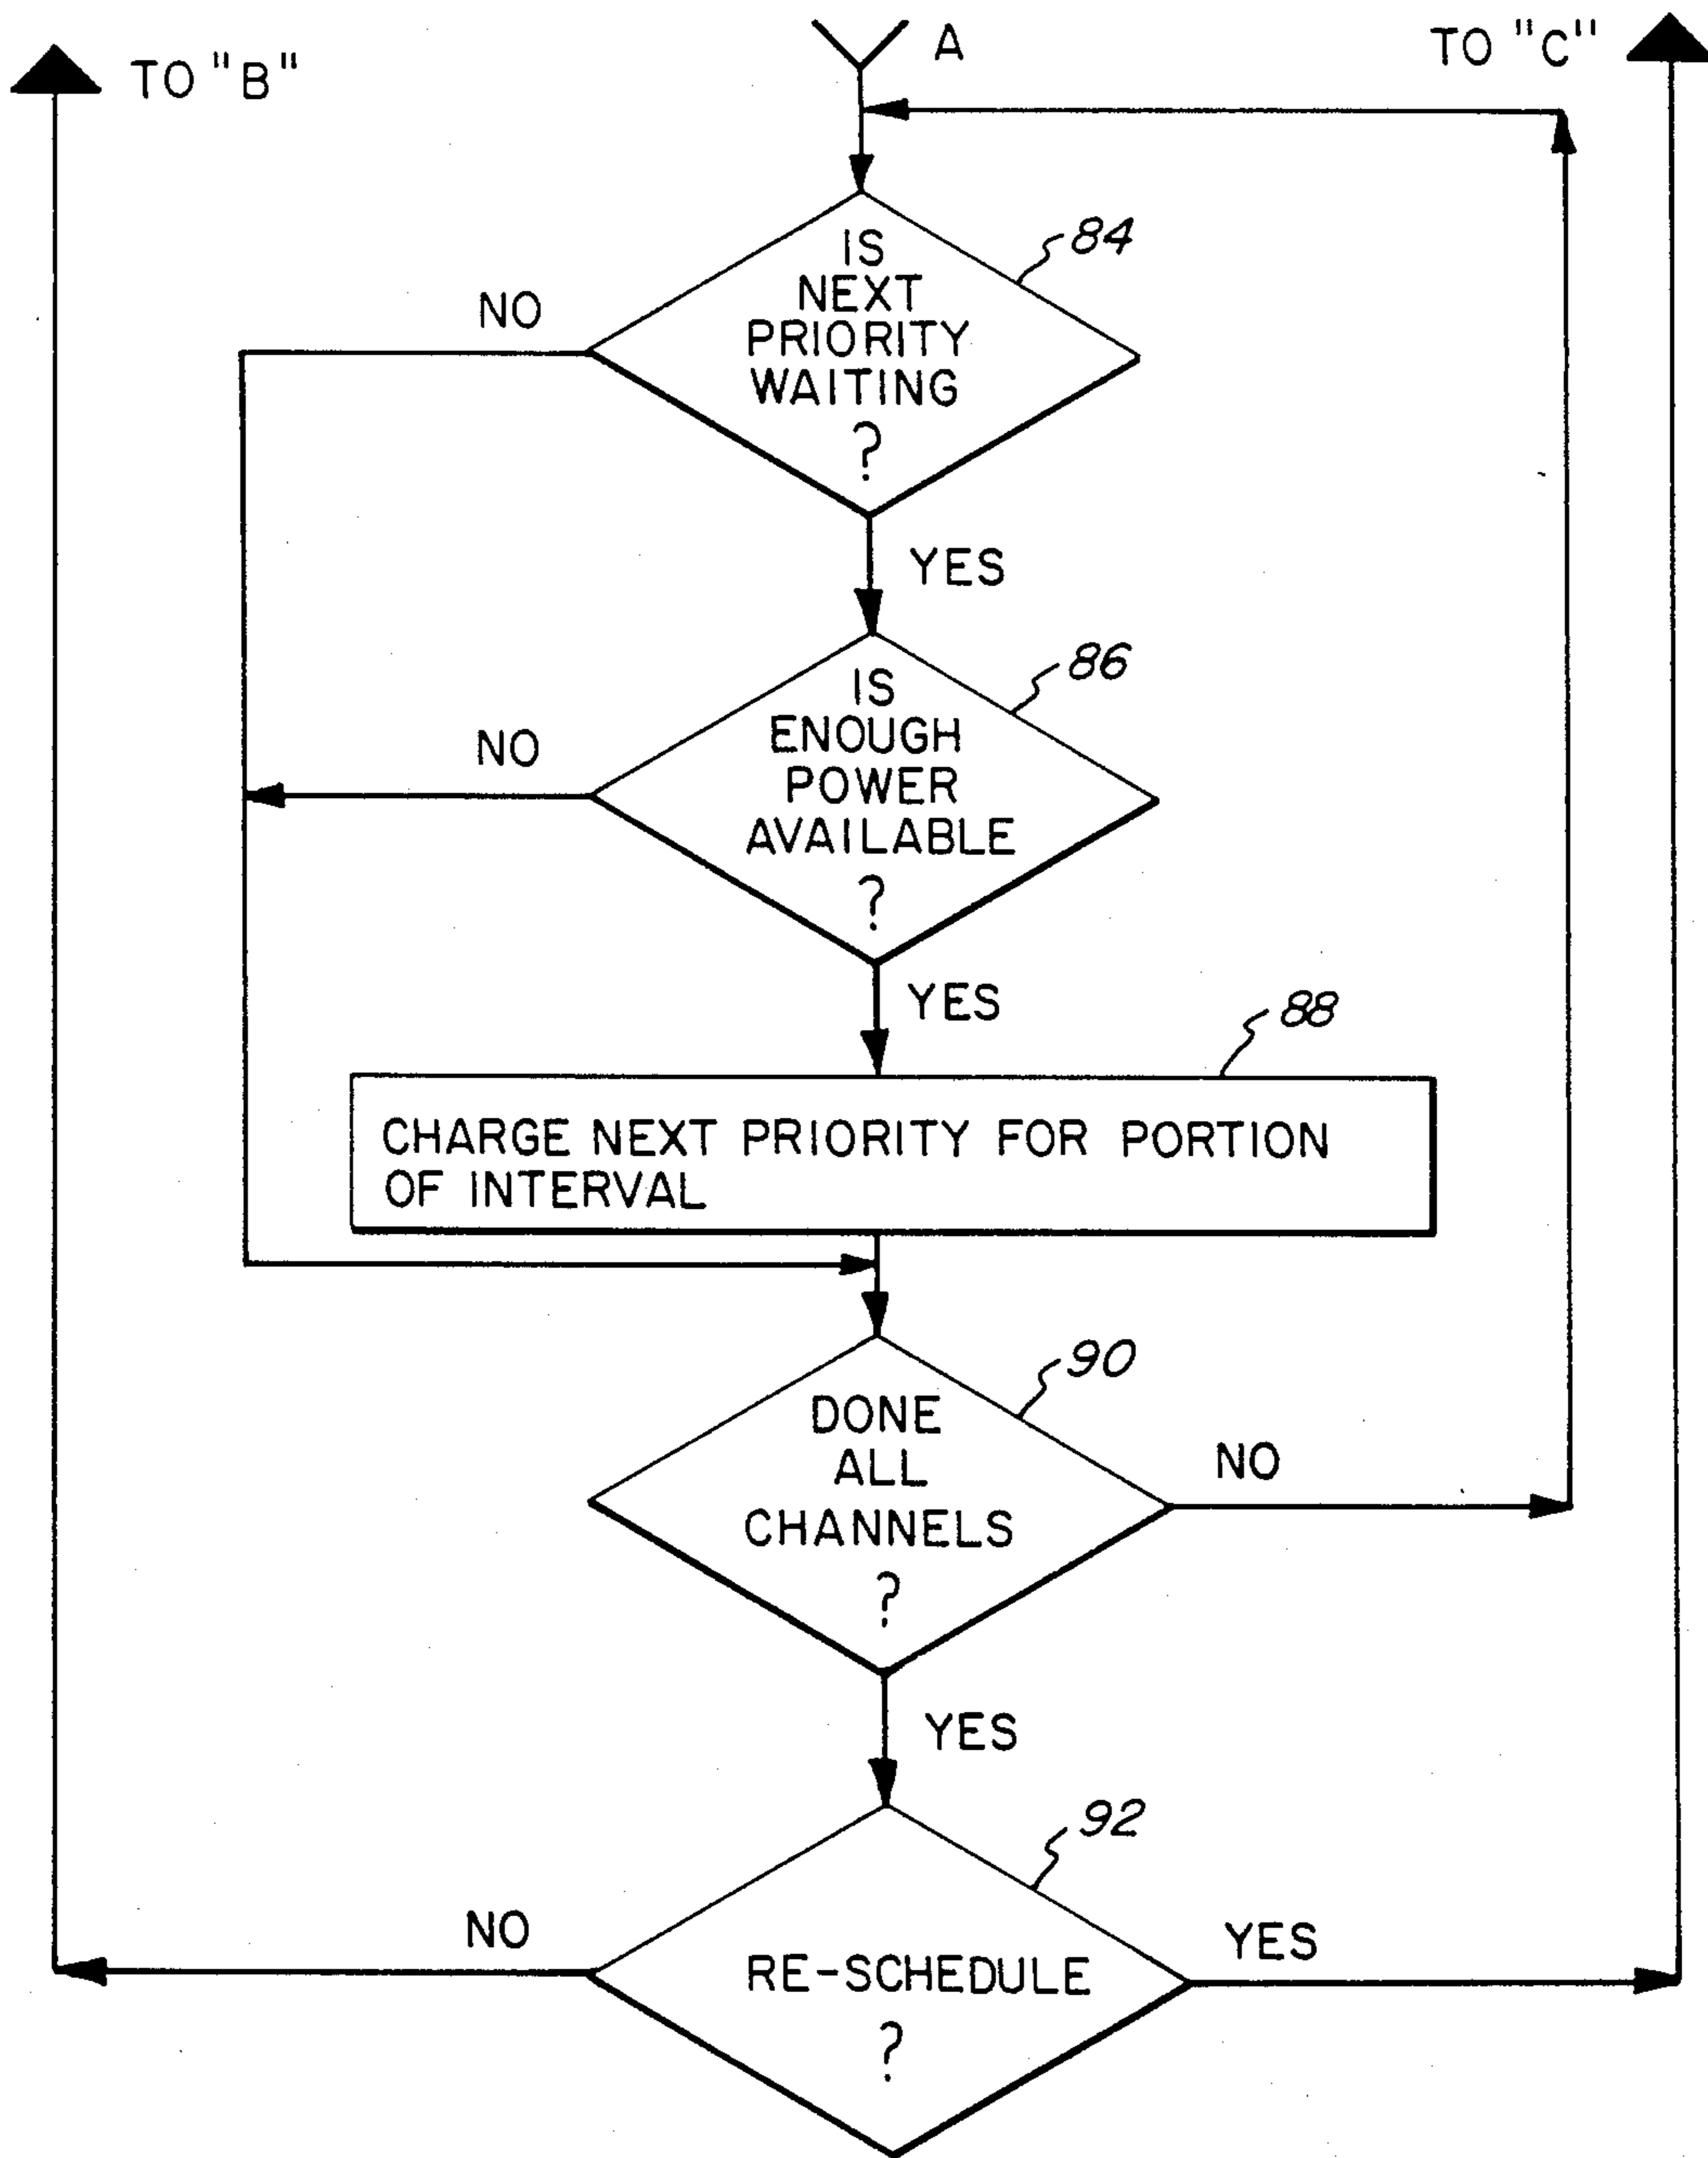 A
TO "C"
TO "B"
84
IS
NEXT
PRIORITY
WAITING
?
NO
YES
86
IS
ENOUGH
POWER
AVAILABLE
?
NO
YES
88
CHARGE NEXT PRIORITY FOR PORTION
OF INTERVAL
90
DONE
ALL
CHANNELS
?
NO
YES
92
RE-SCHEDULE
?
NO
YES